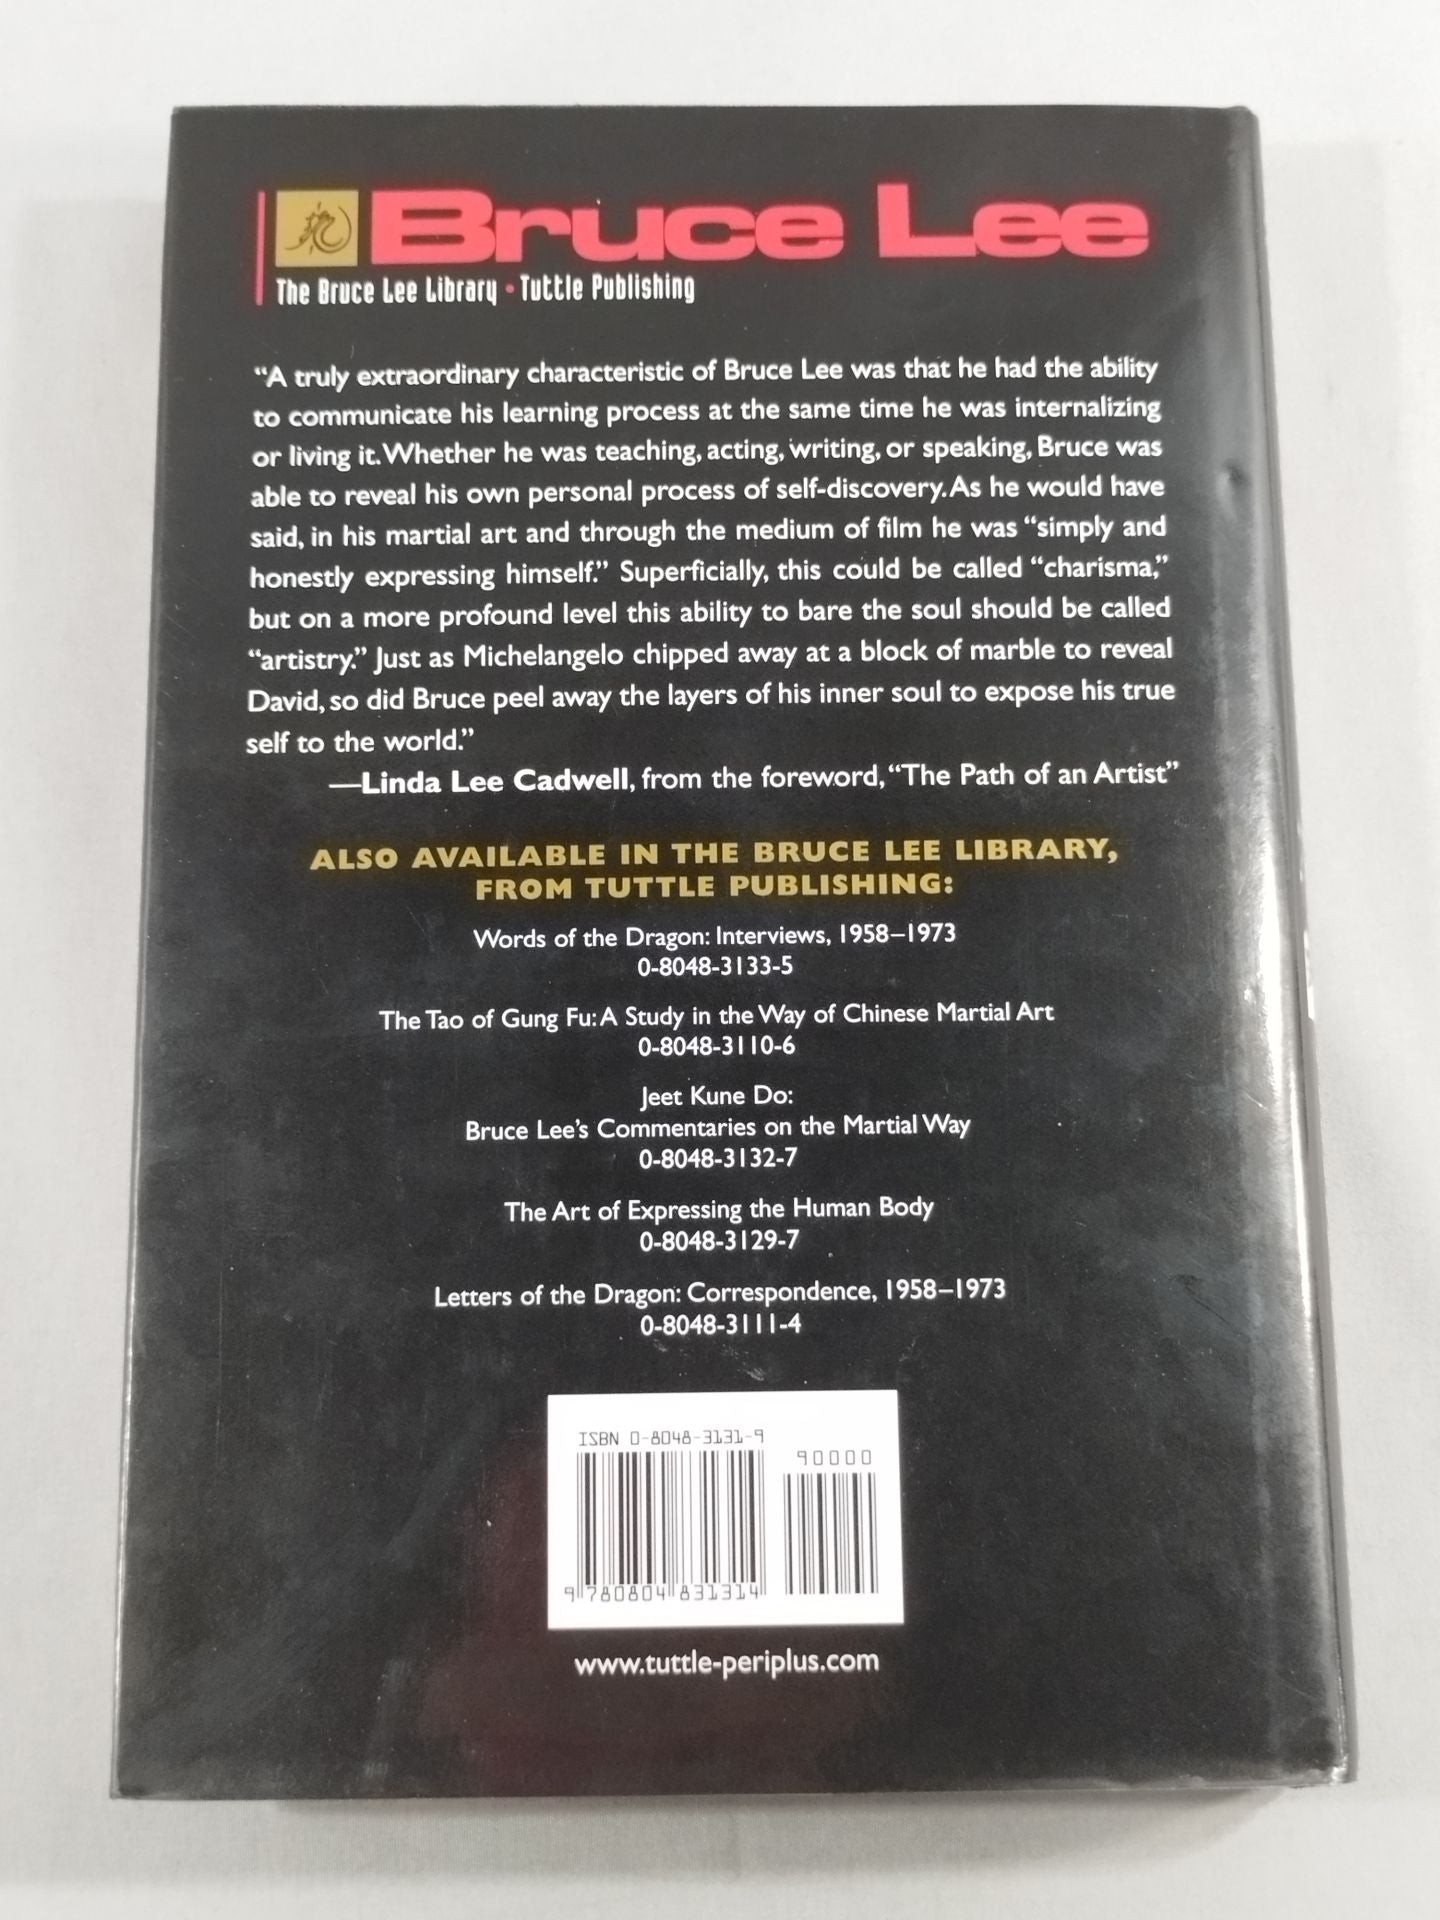 Bruce Lee
The Bruce Lee Library • Tuttle Publishing
“A truly extraordinary characteristic of Bruce Lee was that he had the ability
to communicate his learning process at the same time he was internalizing
or living it. Whether he was teaching, acting, writing, or speaking, Bruce was
able to reveal his own personal process of self-discovery. As he would have
said, in his martial art and through the medium of film he was “simply and
honestly expressing himself.” Superficially, this could be called “charisma,”
but on a more profound level this ability to bare the soul should be called
“artistry.” Just as Michelangelo chipped away at a block of marble to reveal
David, so did Bruce peel away the layers of his inner soul to expose his true
self to the world.”
—Linda Lee Cadwell, from the foreword, “The Path of an Artist”
ALSO AVAILABLE IN THE BRUCE LEE LIBRARY,
FROM TUTTLE PUBLISHING:
Words of the Dragon: Interviews, 1958–1973
0-8048-3133-5
The Tao of Gung Fu: A Study in the Way of Chinese Martial Art
0-8048-3110-6
Jeet Kune Do:
Bruce Lee’s Commentaries on the Martial Way
0-8048-3132-7
The Art of Expressing the Human Body
0-8048-3129-7
Letters of the Dragon: Correspondence, 1958–1973
0-8048-3111-4
ISBN 0-8048-3131-9
90000
9 780804 831314
www.tuttle-periplus.com